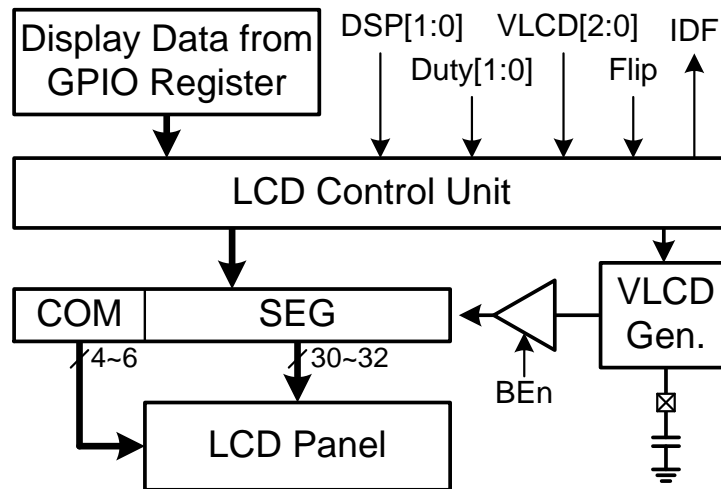 Display Data from
GPIO Register
DSP[1:0]
VLCD[2:0]
IDF
Duty[1:0]
Flip
LCD Control Unit
COM
SEG
VLCD
Gen.
4~6
30~32
BEn
LCD Panel